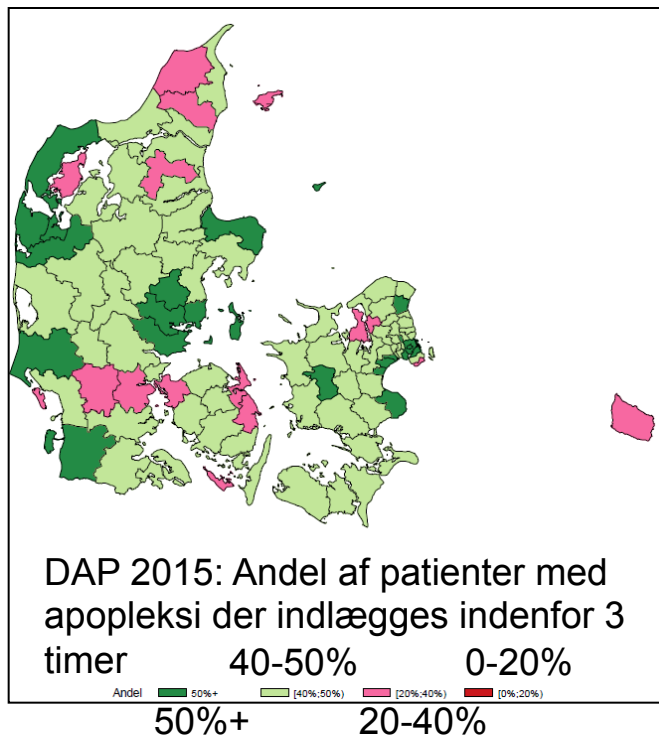 DAP 2015: Andel af patienter med
apopleksi der indlægges indenfor 3
timer 40-50% 0-20%
Andel 50%+ [40%;50%) [20%;40%) [0%;20%)
50%+ 20-40%